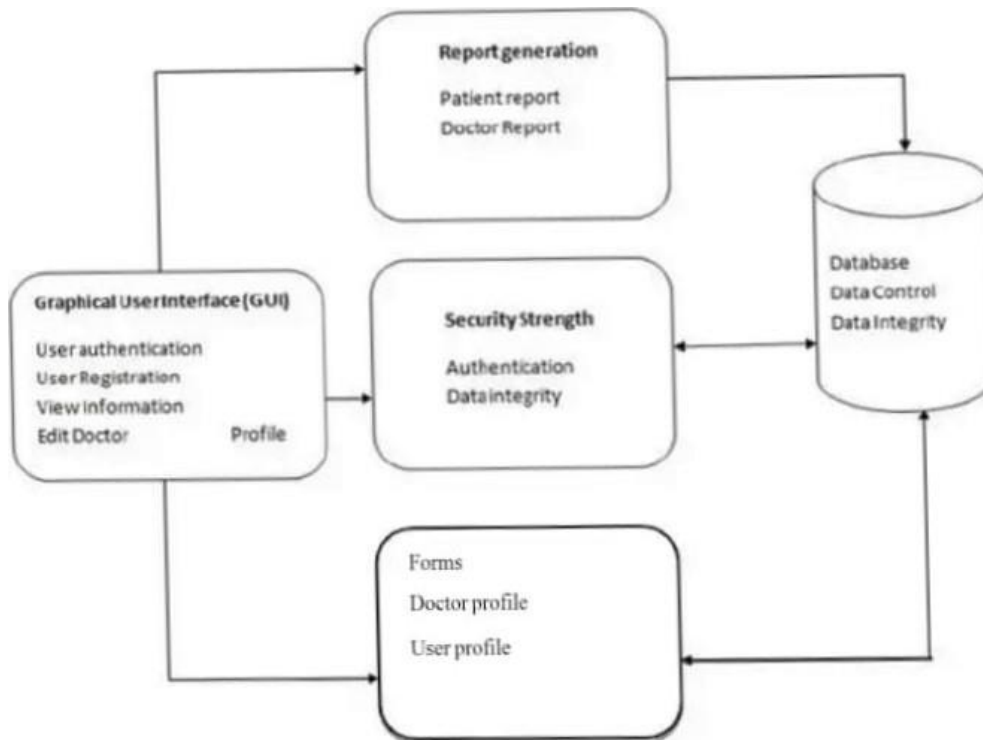 Report generation
Patient report
Doctor Report
Graphical User Interface (GUI)
User authentication
User Registration
View Information
Edit Doctor Profile
Security Strength
Authentication
Data integrity
Database
Data Control
Data Integrity
Forms
Doctor profile
User profile